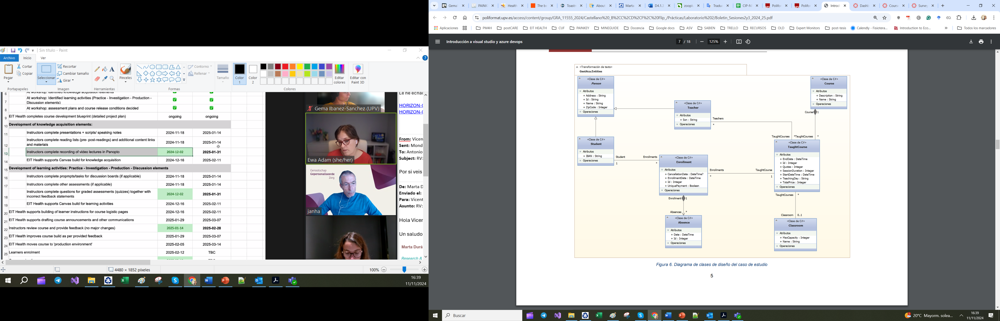 Sin título - Paint
Archivo
Inicio
Ver
Pegar
Cortar
Copiar
Portapapeles
Seleccionar
Recortar
Cambiar tamaño
Girar
Imagen
Herramientas
Pinceles
Contorno
Rellenar
Formas
Tamaño
Color 1
Color 2
Editar colores
Editar con Paint 3D
Colores
6 At workshop: Identified knowledge acquisition elements
7 At workshop: Identified learning activities (Practice - Investigation - Production -
Discussion elements)
8 At workshop: assessment plans and course release conditions decided
9 EIT Health completes course development blueprint (detailed project plan) ongoing ongoing
10 Development of knowledge acquisition elements:
11 Instructors complete presentations + scripts/ speaking notes 2024-11-18 2025-01-14
12 Instructors complete reading lists (pre- post-readings) and additional content links
and materials 2024-11-18 2025-01-14
13 Instructors complete recording of video lectures in Panopto 2024-12-02 2025-01-31
14 EIT Health supports Canvas build for knowledge acquisition 2024-12-16 2025-02-11
15 Development of learning activities: Practice - Investigation - Production - Discussion elements
16 Instructors complete propmpts/tasks for discussion boards (if applicable) 2024-11-18 2025-01-14
17 Instructors complete other assessments (if applicable) 2024-11-18 2025-01-14
18 Instructors complete questions for graded assessments (quizzes) together with
incorrect feedback statements 2024-12-02 2025-01-31
19 EIT Health supports Canvas build for learning activities 2024-12-16 2025-02-11
20 EIT Health supports building of learner instructions for course logistic pages 2024-12-16 2025-02-11
21 EIT Health supports drafting course announcements and other communications 2025-01-29 2025-03-07
22 Instructors review course and provide feedback (no major changes) 2025-01-14 2025-02-28
23 EIT Health improves course build as per provided feedback 2025-01-29 2025-03-07
24 EIT Health moves course to 'production environment' 2025-02-05 2025-03-14
25 Learners enrolment 2025-02-12 TBC
Gema Ibanez-Sanchez (UPV)
Ewa Adam (she/her)
Genootschap
Gepersonaliseerde
Zorg
janha
Le he echad
HORIZON-C
HORIZON-C
From: Vicen
Sent: Mond
To: Antonio
Subject: RV:
Por si veis
De: Marta D
Enviado el:
Para: Vicent
Asunto: RV:
Hola Vicen
Un saludo
Marta Durá
Research &
4480 × 1852 píxeles
100%
16:39
11/11/2024
Gema
PAINK
Health
The be
Toastm
About
Marta
D4.1.3
zooplu
Traduc
CIP-NI
Polifor
Polifor
Introd
Dashb
Cours
Surve
poliformat.upv.es/access/content/group/GRA_11555_2024/Castellano%20_B%2CC%2CD%2CF%2C%20Flip_/Prácticas/Laboratorio%202/Boletin_Sesiones2y3_2024_25.pdf
Aplicaciones
PM4H
postCARE
EIT HEALTH
CUF
PAINKEY
MINEGUIDE
Docencia
Google docs
ASV
SABIEN
TRELLO
RECURSOS
OLD
Expert Monitors
post-tesis
Calendly - Fisiotera...
Introduction to Eco...
Todos los marcadores
Introducción a visual studio y azure devops
7 / 18
125%
«Transformación de texto»
GestAca.Entities
«Clase de C#»
Person
Atributos
+ Address : String
+ Id : String
+ Name : String
+ ZipCode : Integer
Operaciones
«Clase de C#»
Course
Atributos
+ Description : String
+ Name : String
Operaciones
Course 1
«Clase de C#»
Teacher
Atributos
+ Ssn : String
Operaciones
Teachers
*
TaughtCourses *TaughtCourses *
«Clase de C#»
Student
Atributos
+ IBAN : String
Operaciones
Student
1
Enrollments
*
«Clase de C#»
Enrollment
Atributos
+ CancellationDate : DateTime?
+ EnrollmentDate : DateTime
+ Id : Integer
+ UniquePayment : Boolean
Operaciones
Enrollments
*
TaughtCourse
1
«Clase de C#»
TaughtCourse
Atributos
+ EndDate : DateTime
+ Id : Integer
+ Quotas : Integer
+ SessionDuration : Integer
+ StartDateTime : DateTime
+ TeachingDay : String
+ TotalPrice : Integer
Operaciones
TaughtCourses *
Enrollment 1
Absences *
«Clase de C#»
Absence
Atributos
+ Date : DateTime
+ Id : Integer
Operaciones
Classroom 0..1
«Clase de C#»
Classroom
Atributos
+ MaxCapacity : Integer
+ Name : String
Operaciones
Figura 6. Diagrama de clases de diseño del caso de estudio
5
Buscar
20°C Mayorm. solea...
16:39
11/11/2024